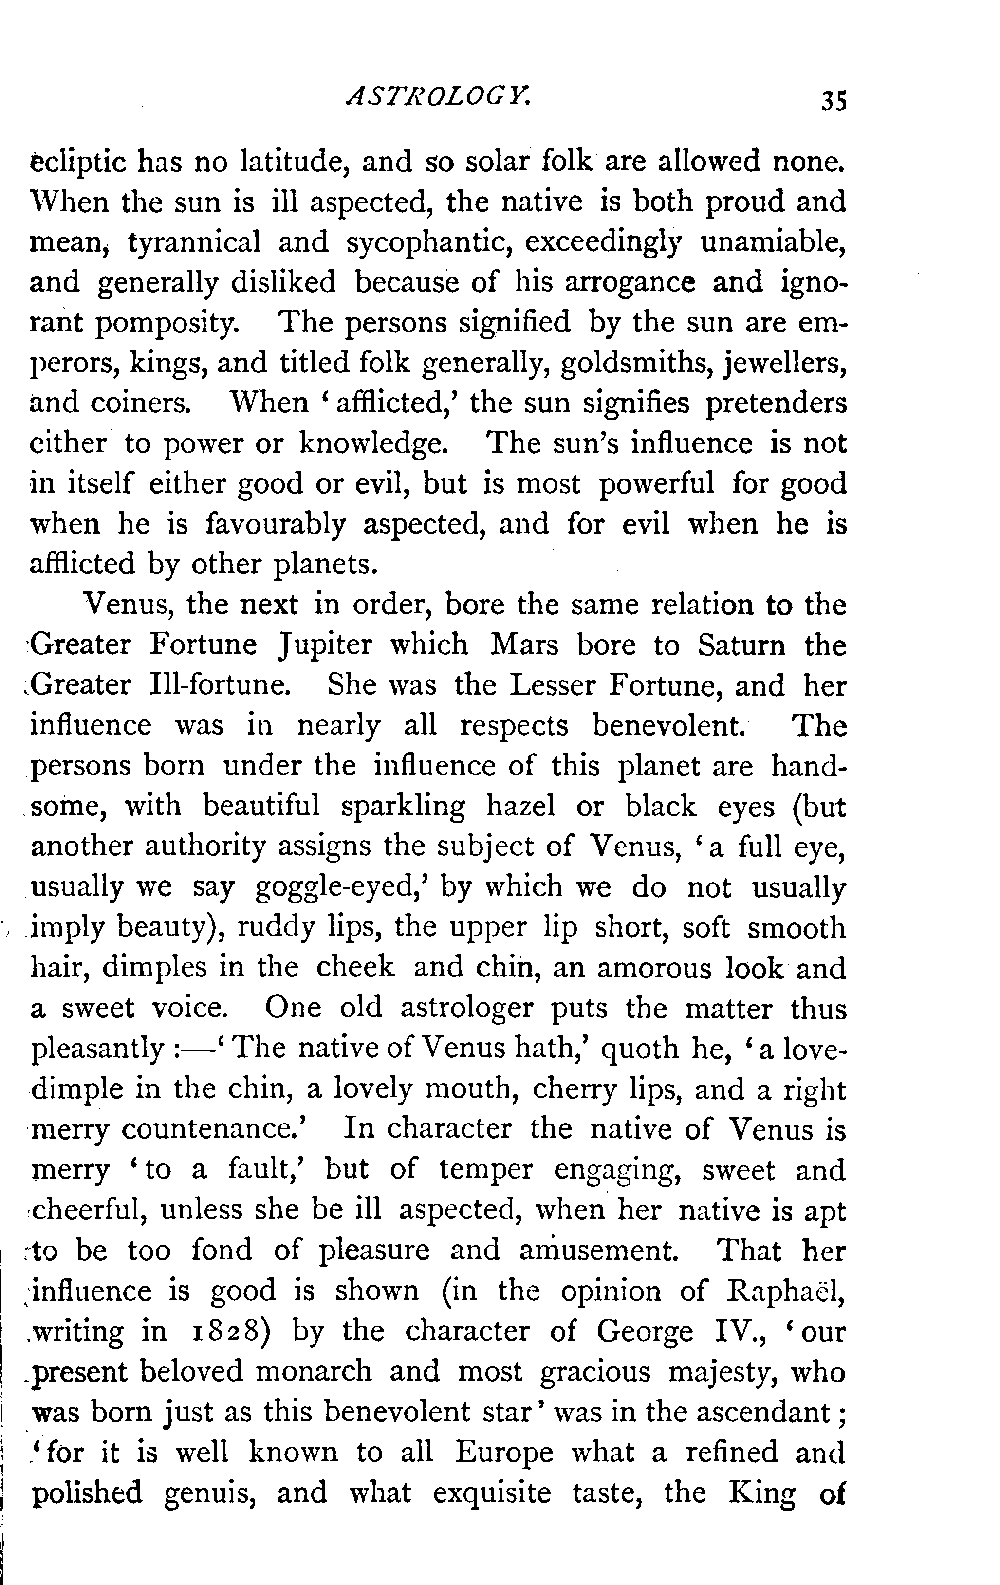 ASTROLOGY. 35
ecliptic has no latitude, and so solar folk are allowed none.
When the sun is ill aspected, the native is both proud and
mean, tyrannical and sycophantic, exceedingly unamiable,
and generally disliked because of his arrogance and igno-
rant pomposity. The persons signified by the sun are em-
perors, kings, and titled folk generally, goldsmiths, jewellers,
and coiners. When ‘afflicted,’ the sun signifies pretenders
either to power or knowledge. The sun’s influence is not
in itself either good or evil, but is most powerful for good
when he is favourably aspected, and for evil when he is
afflicted by other planets.
Venus, the next in order, bore the same relation to the
Greater Fortune Jupiter which Mars bore to Saturn the
Greater Ill-fortune. She was the Lesser Fortune, and her
influence was in nearly all respects benevolent. The
persons born under the influence of this planet are hand-
some, with beautiful sparkling hazel or black eyes (but
another authority assigns the subject of Venus, ‘a full eye,
usually we say goggle-eyed,’ by which we do not usually
imply beauty), ruddy lips, the upper lip short, soft smooth
hair, dimples in the cheek and chin, an amorous look and
a sweet voice. One old astrologer puts the matter thus
pleasantly:—‘The native of Venus hath,’ quoth he, ‘a love-
dimple in the chin, a lovely mouth, cherry lips, and a right
merry countenance.’ In character the native of Venus is
merry ‘to a fault,’ but of temper engaging, sweet and
cheerful, unless she be ill aspected, when her native is apt
to be too fond of pleasure and amusement. That her
influence is good is shown (in the opinion of Raphaël,
writing in 1828) by the character of George IV., ‘our
present beloved monarch and most gracious majesty, who
was born just as this benevolent star’ was in the ascendant;
‘for it is well known to all Europe what a refined and
polished genuis, and what exquisite taste, the King of